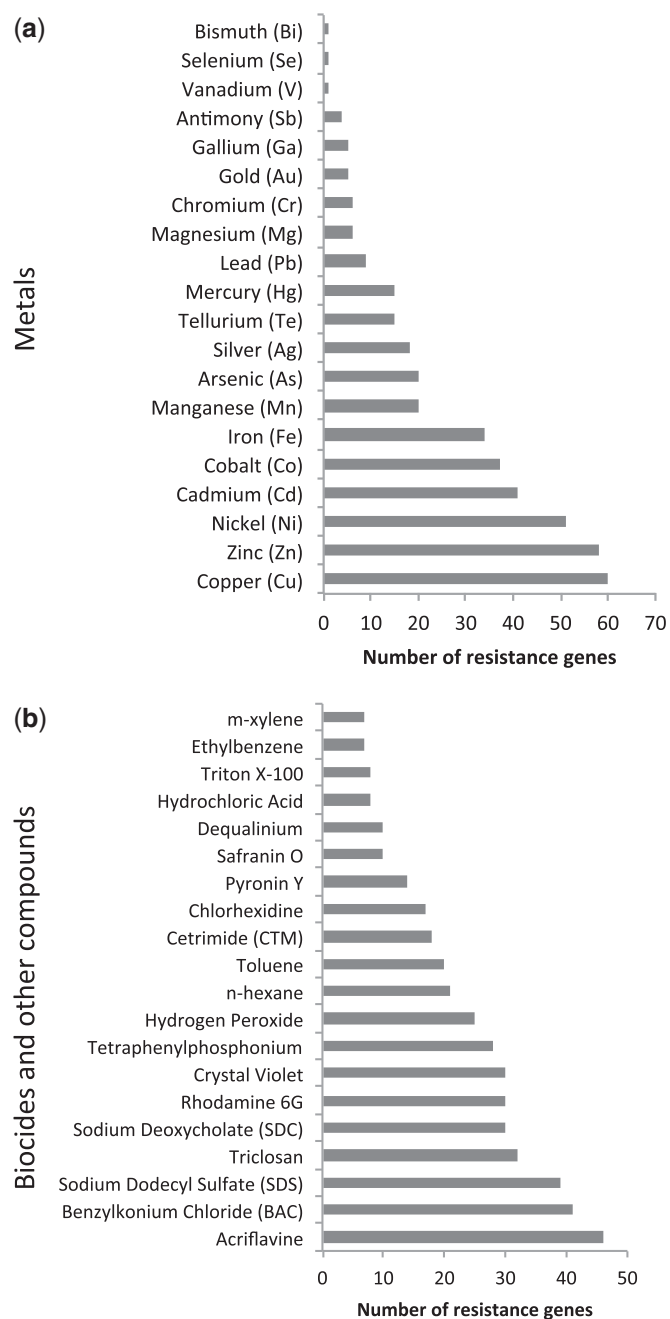 (a)
Metals
Bismuth (Bi)
Selenium (Se)
Vanadium (V)
Antimony (Sb)
Gallium (Ga)
Gold (Au)
Chromium (Cr)
Magnesium (Mg)
Lead (Pb)
Mercury (Hg)
Tellurium (Te)
Silver (Ag)
Arsenic (As)
Manganese (Mn)
Iron (Fe)
Cobalt (Co)
Cadmium (Cd)
Nickel (Ni)
Zinc (Zn)
Copper (Cu)
0 10 20 30 40 50 60 70
Number of resistance genes
(b)
Biocides and other compounds
m-xylene
Ethylbenzene
Triton X-100
Hydrochloric Acid
Dequalinium
Safranin O
Pyronin Y
Chlorhexidine
Cetrimide (CTM)
Toluene
n-hexane
Hydrogen Peroxide
Tetraphenylphosphonium
Crystal Violet
Rhodamine 6G
Sodium Deoxycholate (SDC)
Triclosan
Sodium Dodecyl Sulfate (SDS)
Benzylkonium Chloride (BAC)
Acriflavine
0 10 20 30 40 50
Number of resistance genes